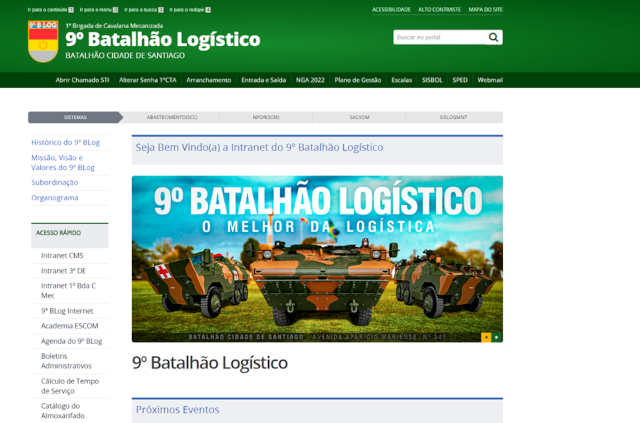 Ir para o conteúdo 1 Ir para o menu 2 Ir para a busca 3 Ir para o rodapé 4
ACESSIBILIDADE ALTO CONTRASTE MAPA DO SITE
9º B LOG
1ª Brigada de Cavalaria Mecanizada
9º Batalhão Logístico
BATALHÃO CIDADE DE SANTIAGO
Buscar no portal
Abrir Chamado STI Alterar Senha 1ºCTA Arranchamento Entrada e Saída NGA 2022 Plano de Gestão Escalas SISBOL SPED Webmail
SISTEMAS ABASTECIMENTO(SCC) NPOR(SCM) SACVOM SISLOGMNT
Histórico do 9º BLog
Missão, Visão e
Valores do 9º BLog
Subordinação
Organograma
ACESSO RÁPIDO
Intranet CMS
Intranet 3ª DE
Intranet 1ª Bda C
Mec
9º BLog Internet
Academia ESCOM
Agenda do 9º BLog
Boletins
Administrativos
Cálculo de Tempo
de Serviço
Catálogo do
Almoxarifado
Seja Bem Vindo(a) a Intranet do 9º Batalhão Logístico
9º BATALHÃO LOGÍSTICO
O MELHOR DA LOGÍSTICA
BATALHÃO CIDADE DE SANTIAGO - AVENIDA APARÍCIO MARIENSE, Nº 345
9º Batalhão Logístico
Próximos Eventos